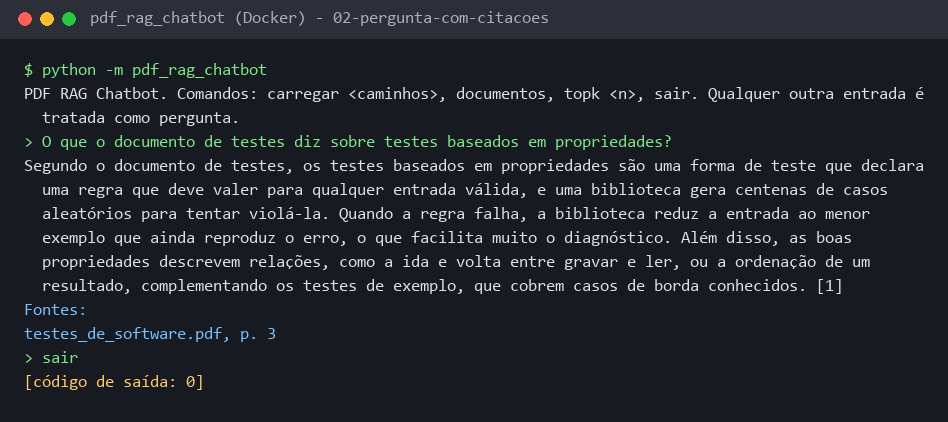 pdf_rag_chatbot (Docker) - 02-pergunta-com-citacoes
$ python -m pdf_rag_chatbot
PDF RAG Chatbot. Comandos: carregar <caminhos>, documentos, topk <n>, sair. Qualquer outra entrada é
tratada como pergunta.
> O que o documento de testes diz sobre testes baseados em propriedades?
Segundo o documento de testes, os testes baseados em propriedades são uma forma de teste que declara
uma regra que deve valer para qualquer entrada válida, e uma biblioteca gera centenas de casos
aleatórios para tentar violá-la. Quando a regra falha, a biblioteca reduz a entrada ao menor
exemplo que ainda reproduz o erro, o que facilita muito o diagnóstico. Além disso, as boas
propriedades descrevem relações, como a ida e volta entre gravar e ler, ou a ordenação de um
resultado, complementando os testes de exemplo, que cobrem casos de borda conhecidos. [1]
Fontes:
testes_de_software.pdf, p. 3
> sair
[código de saída: 0]